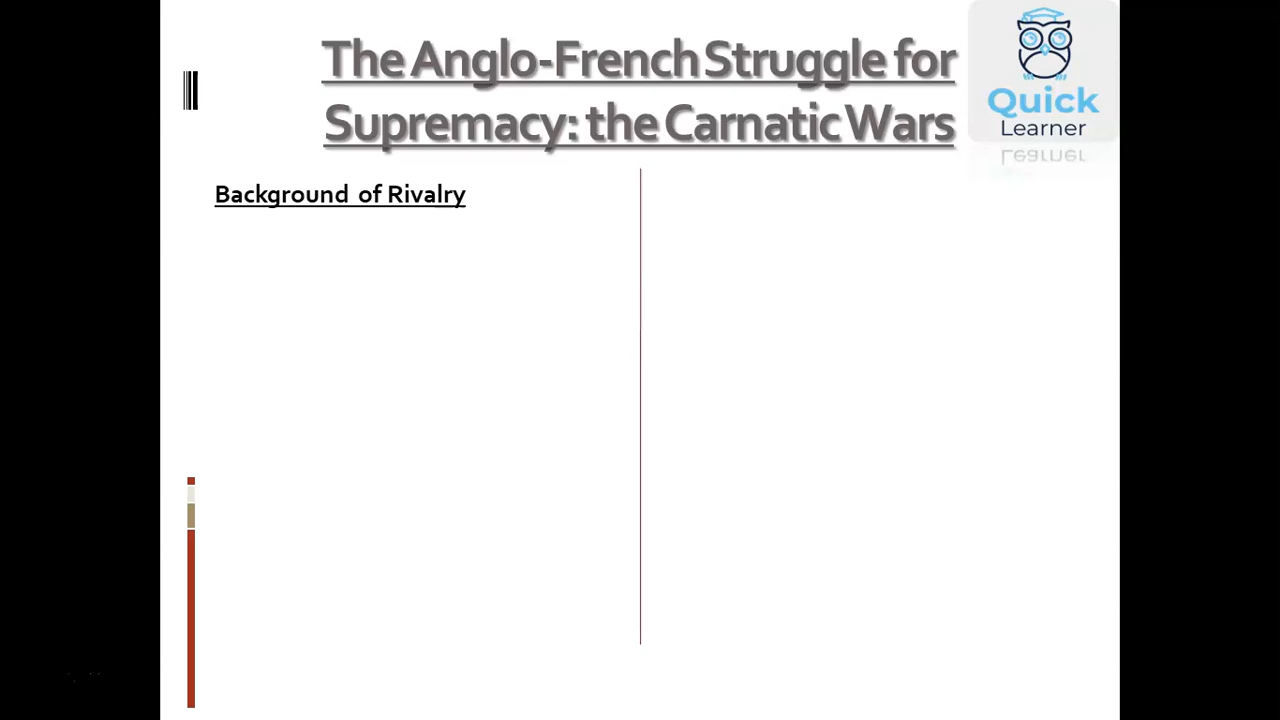 The Anglo-French Struggle for
Supremacy: the Carnatic Wars
Quick
Learner
Background of Rivalry